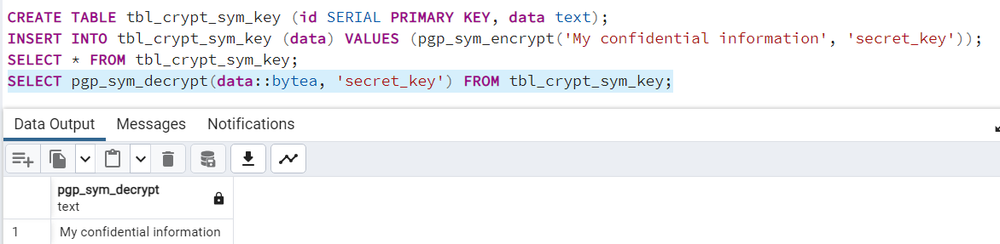 CREATE TABLE tbl_crypt_sym_key (id SERIAL PRIMARY KEY, data text);
INSERT INTO tbl_crypt_sym_key (data) VALUES (pgp_sym_encrypt('My confidential information', 'secret_key'));
SELECT * FROM tbl_crypt_sym_key;
SELECT pgp_sym_decrypt(data::bytea, 'secret_key') FROM tbl_crypt_sym_key;
Data Output Messages Notifications
pgp_sym_decrypt
text
1 My confidential information